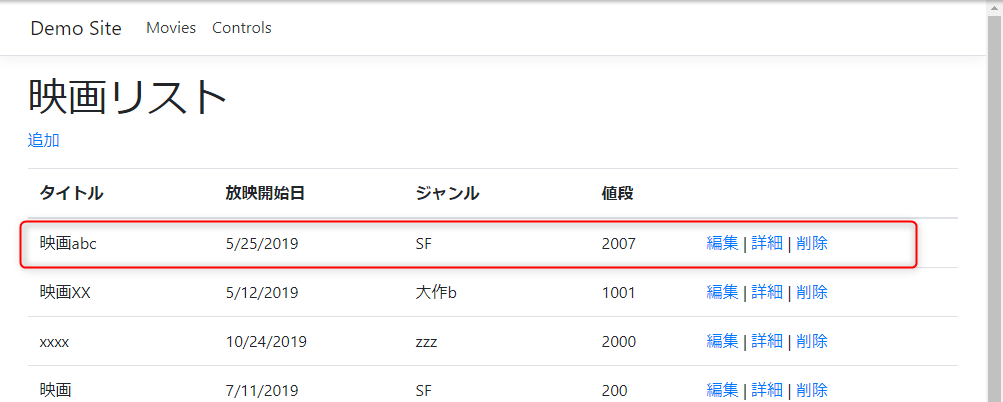 Demo Site Movies Controls
映画リスト
追加
タイトル 放映開始日 ジャンル 値段
映画abc 5/25/2019 SF 2007 編集 | 詳細 | 削除
映画XX 5/12/2019 大作b 1001 編集 | 詳細 | 削除
xxxx 10/24/2019 zzz 2000 編集 | 詳細 | 削除
映画 7/11/2019 SF 200 編集 | 詳細 | 削除